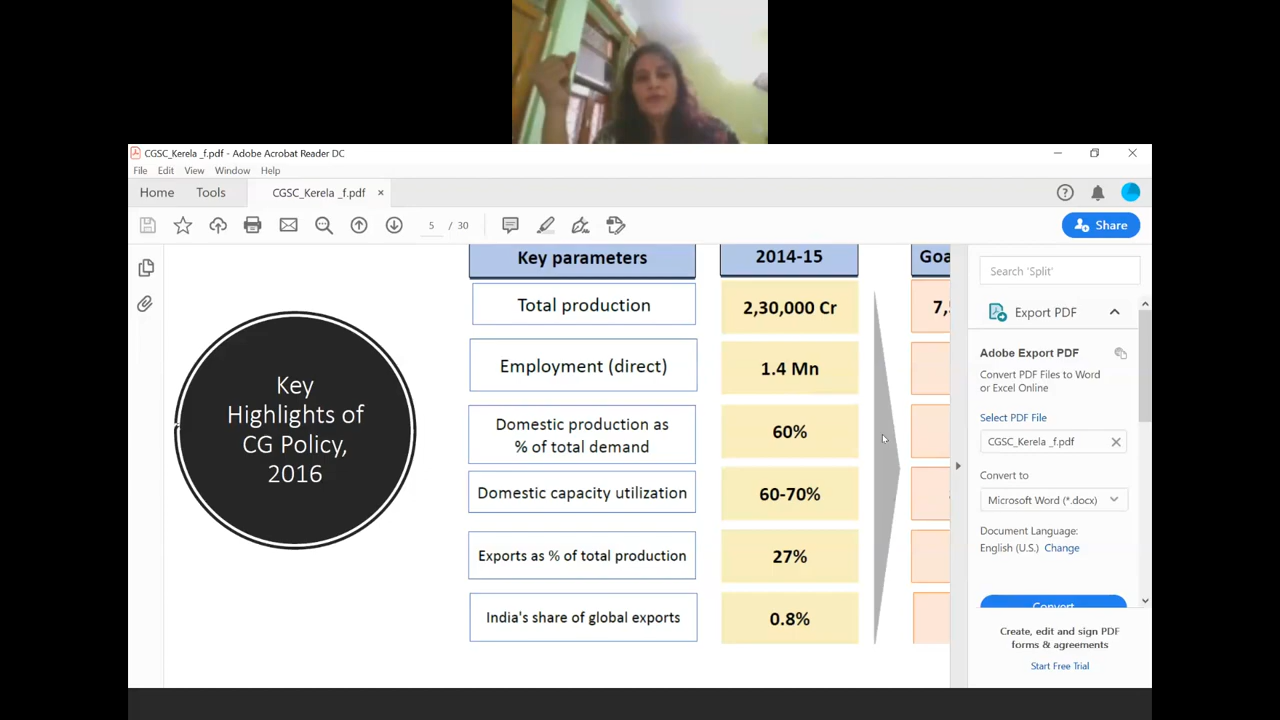 CGSC_Kerela _f.pdf - Adobe Acrobat Reader DC
File Edit View Window Help
Home Tools CGSC_Kerela _f.pdf ×
5 / 30 Share
Key parameters 2014-15 Goa
Total production 2,30,000 Cr 7,
Employment (direct) 1.4 Mn
Domestic production as
% of total demand
60%
Domestic capacity utilization 60-70%
Exports as % of total production 27%
India's share of global exports 0.8%
Key
Highlights of
CG Policy,
2016
Search 'Split'
Export PDF
Adobe Export PDF
Convert PDF Files to Word
or Excel Online
Select PDF File
CGSC_Kerela _f.pdf
Convert to
Microsoft Word (*.docx)
Document Language:
English (U.S.) Change
Convert
Create, edit and sign PDF
forms & agreements
Start Free Trial